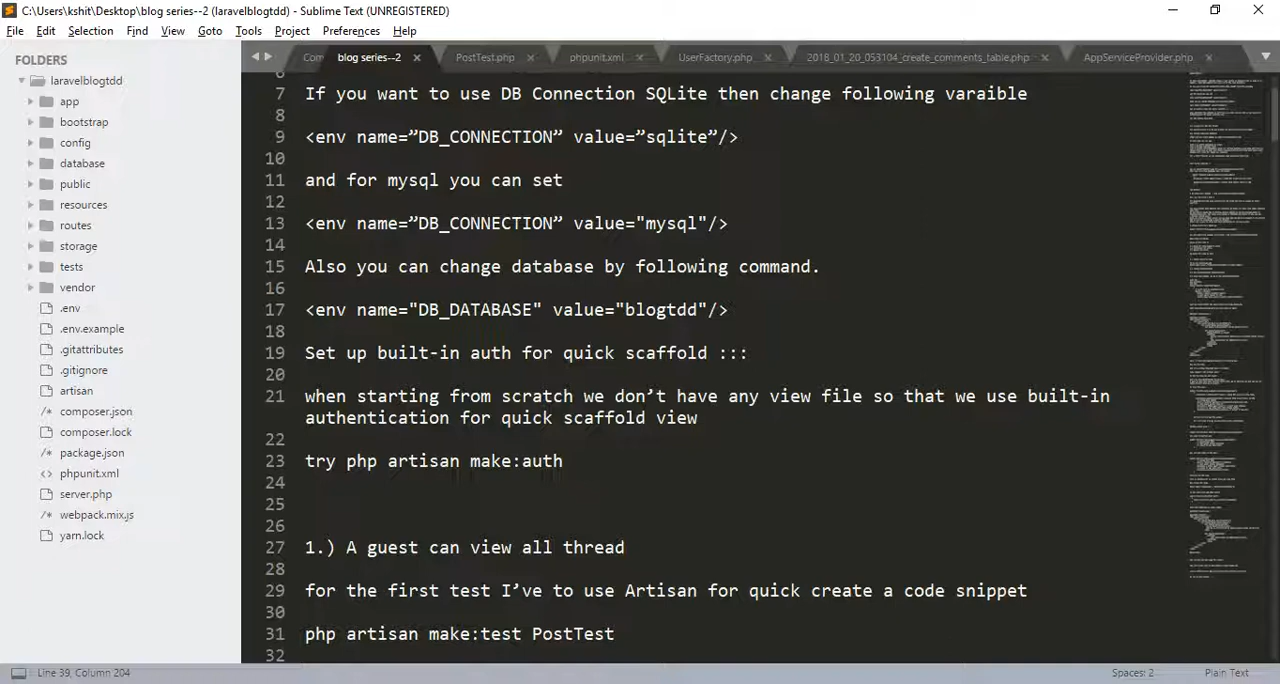 C:\Users\kshit\Desktop\blog series--2 (laravelblogtdd) - Sublime Text (UNREGISTERED)
File Edit Selection Find View Goto Tools Project Preferences Help
FOLDERS
laravelblogtdd
app
bootstrap
config
database
public
resources
routes
storage
tests
vendor
.env
.env.example
.gitattributes
.gitignore
artisan
/* composer.json
composer.lock
package.json
<> phpunit.xml
server.php
/* webpack.mix.js
yarn.lock
Com blog series--2 PostTest.php phpunit.xml UserFactory.php 2018_01_20_053104_create_comments_table.php AppServiceProvider.php
6
7 If you want to use DB Connection SQLite then change following varaible
8
9 <env name=”DB_CONNECTION” value=”sqlite”/>
10
11 and for mysql you can set
12
13 <env name=”DB_CONNECTION” value="mysql"/>
14
15 Also you can change database by following command.
16
17 <env name="DB_DATABASE" value="blogtdd"/>
18
19 Set up built-in auth for quick scaffold :::
20
21 when starting from scratch we don’t have any view file so that we use built-in
authentication for quick scaffold view
22
23 try php artisan make:auth
24
25
26
27 1.) A guest can view all thread
28
29 for the first test I’ve to use Artisan for quick create a code snippet
30
31 php artisan make:test PostTest
32
Line 39, Column 204 Spaces: 2 Plain Text